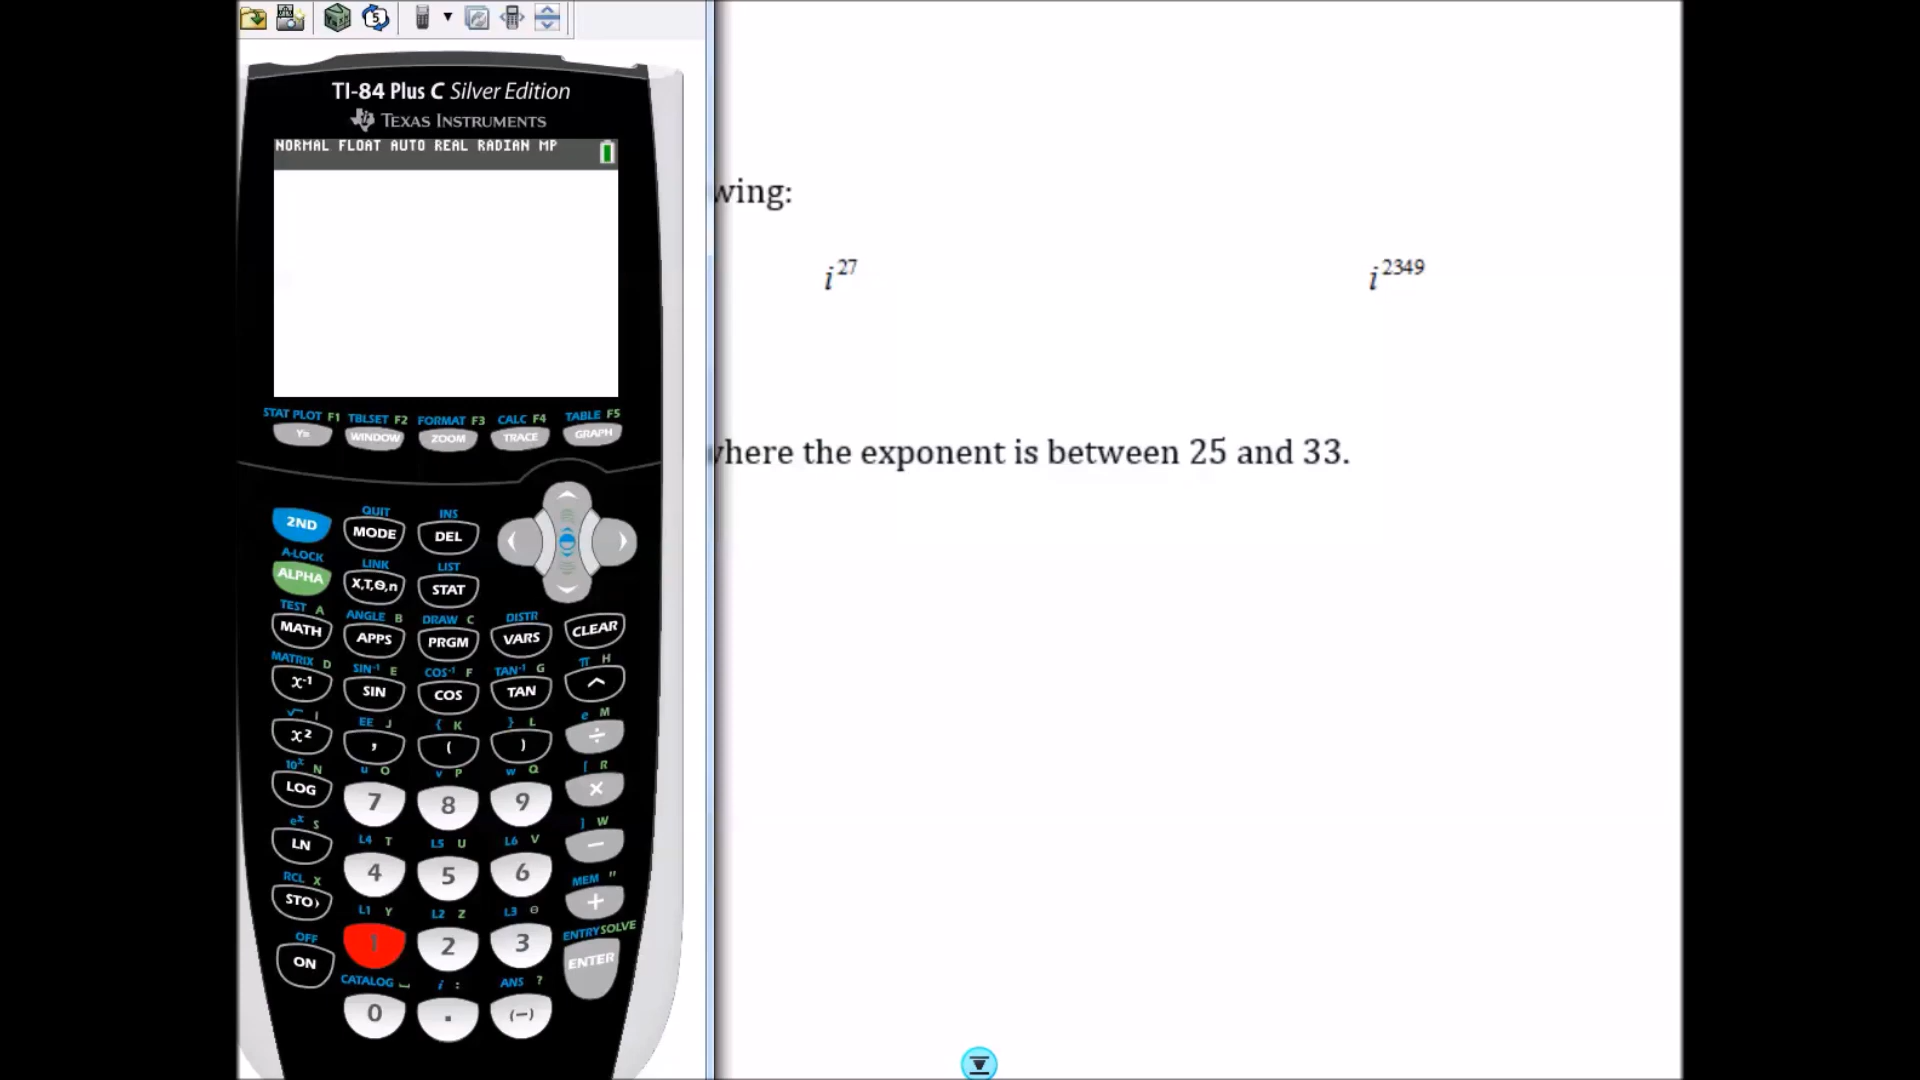 TI-84 Plus C Silver Edition
TEXAS INSTRUMENTS
NORMAL FLOAT AUTO REAL RADIAN MP
wing:
i^27 i^2349
where the exponent is between 25 and 33.
STAT PLOT F1 TBLSET F2 FORMAT F3 CALC F4 TABLE F5
Y= WINDOW ZOOM TRACE GRAPH
QUIT INS
2ND MODE DEL
A-LOCK LINK LIST
ALPHA X,T,Θ,n STAT
TEST A ANGLE B DRAW C DISTR
MATH APPS PRGM VARS CLEAR
MATRIX D SIN⁻¹ E COS⁻¹ F TAN⁻¹ G π H
x⁻¹ SIN COS TAN ^
√ I EE J { K } L e M
x² , ( ) ÷
10ˣ N u O v P w Q [ R
LOG 7 8 9 ×
eˣ S L4 T L5 U L6 V ] W
LN 4 5 6 −
RCL X L1 Y L2 Z L3 Θ MEM "
STO› 1 2 3 +
OFF ENTRY SOLVE
ON ENTER
CATALOG ⎵ i : ANS ?
0 . (−)
5